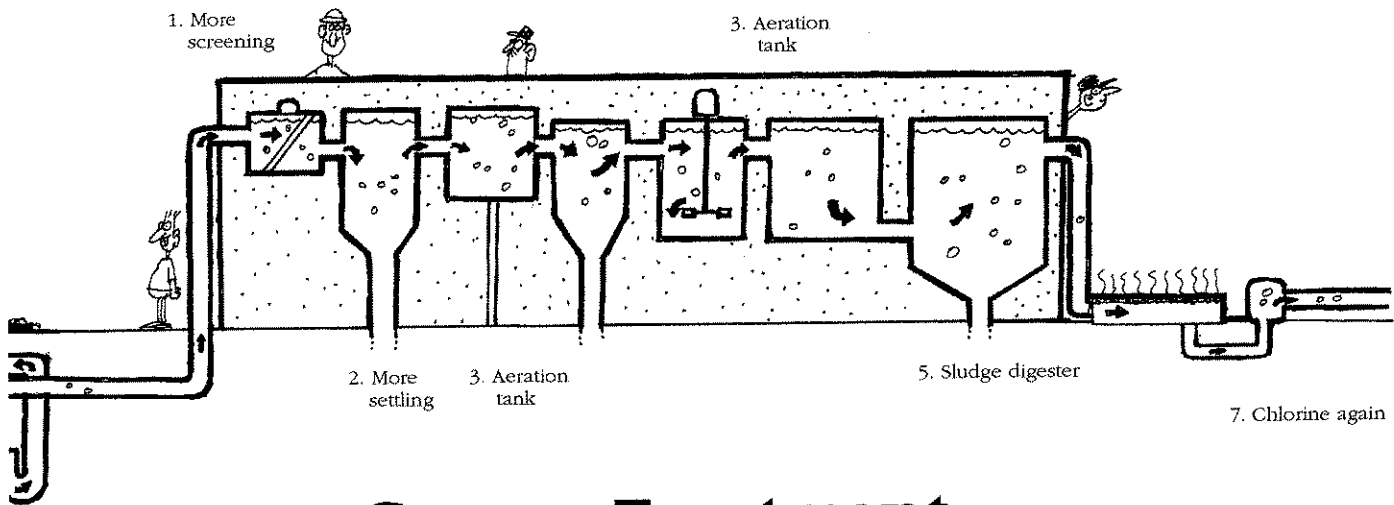 1. More
screening
3. Aeration
tank
2. More
settling
3. Aeration
tank
5. Sludge digester
7. Chlorine again